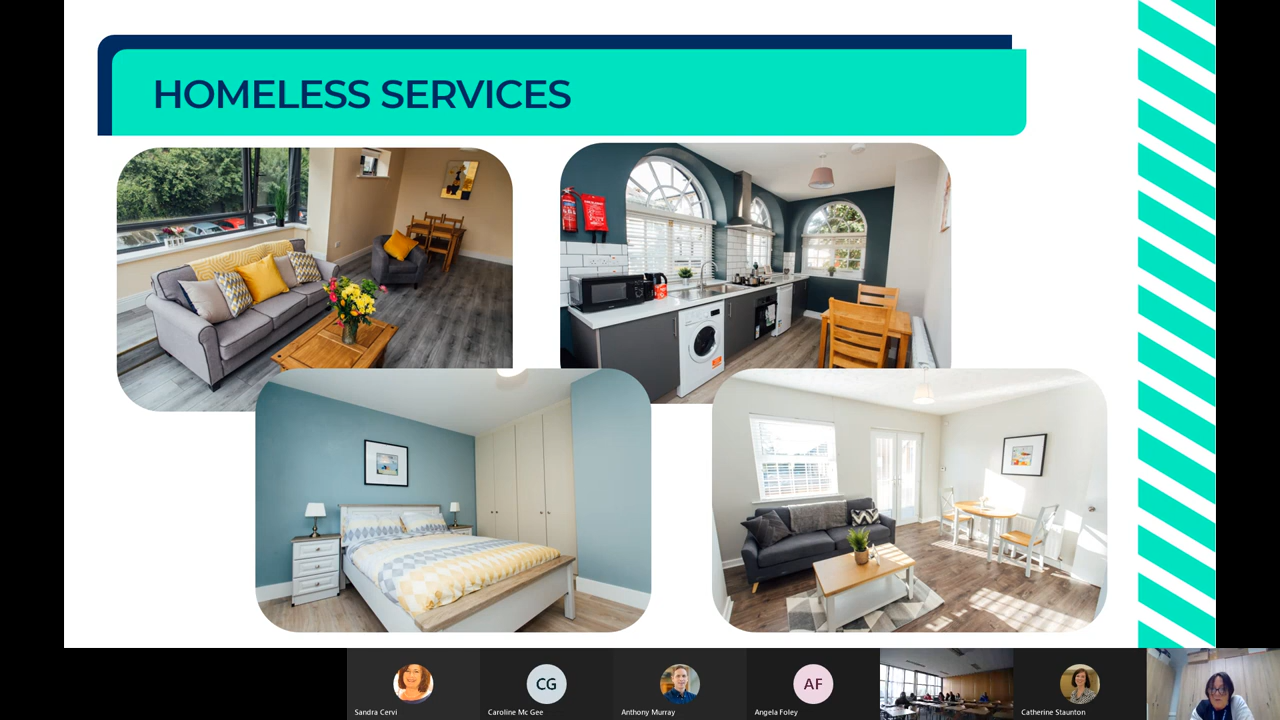 HOMELESS SERVICES
CG
AF
Sandra Cervi
Caroline Mc Gee
Anthony Murray
Angela Foley
Catherine Staunton